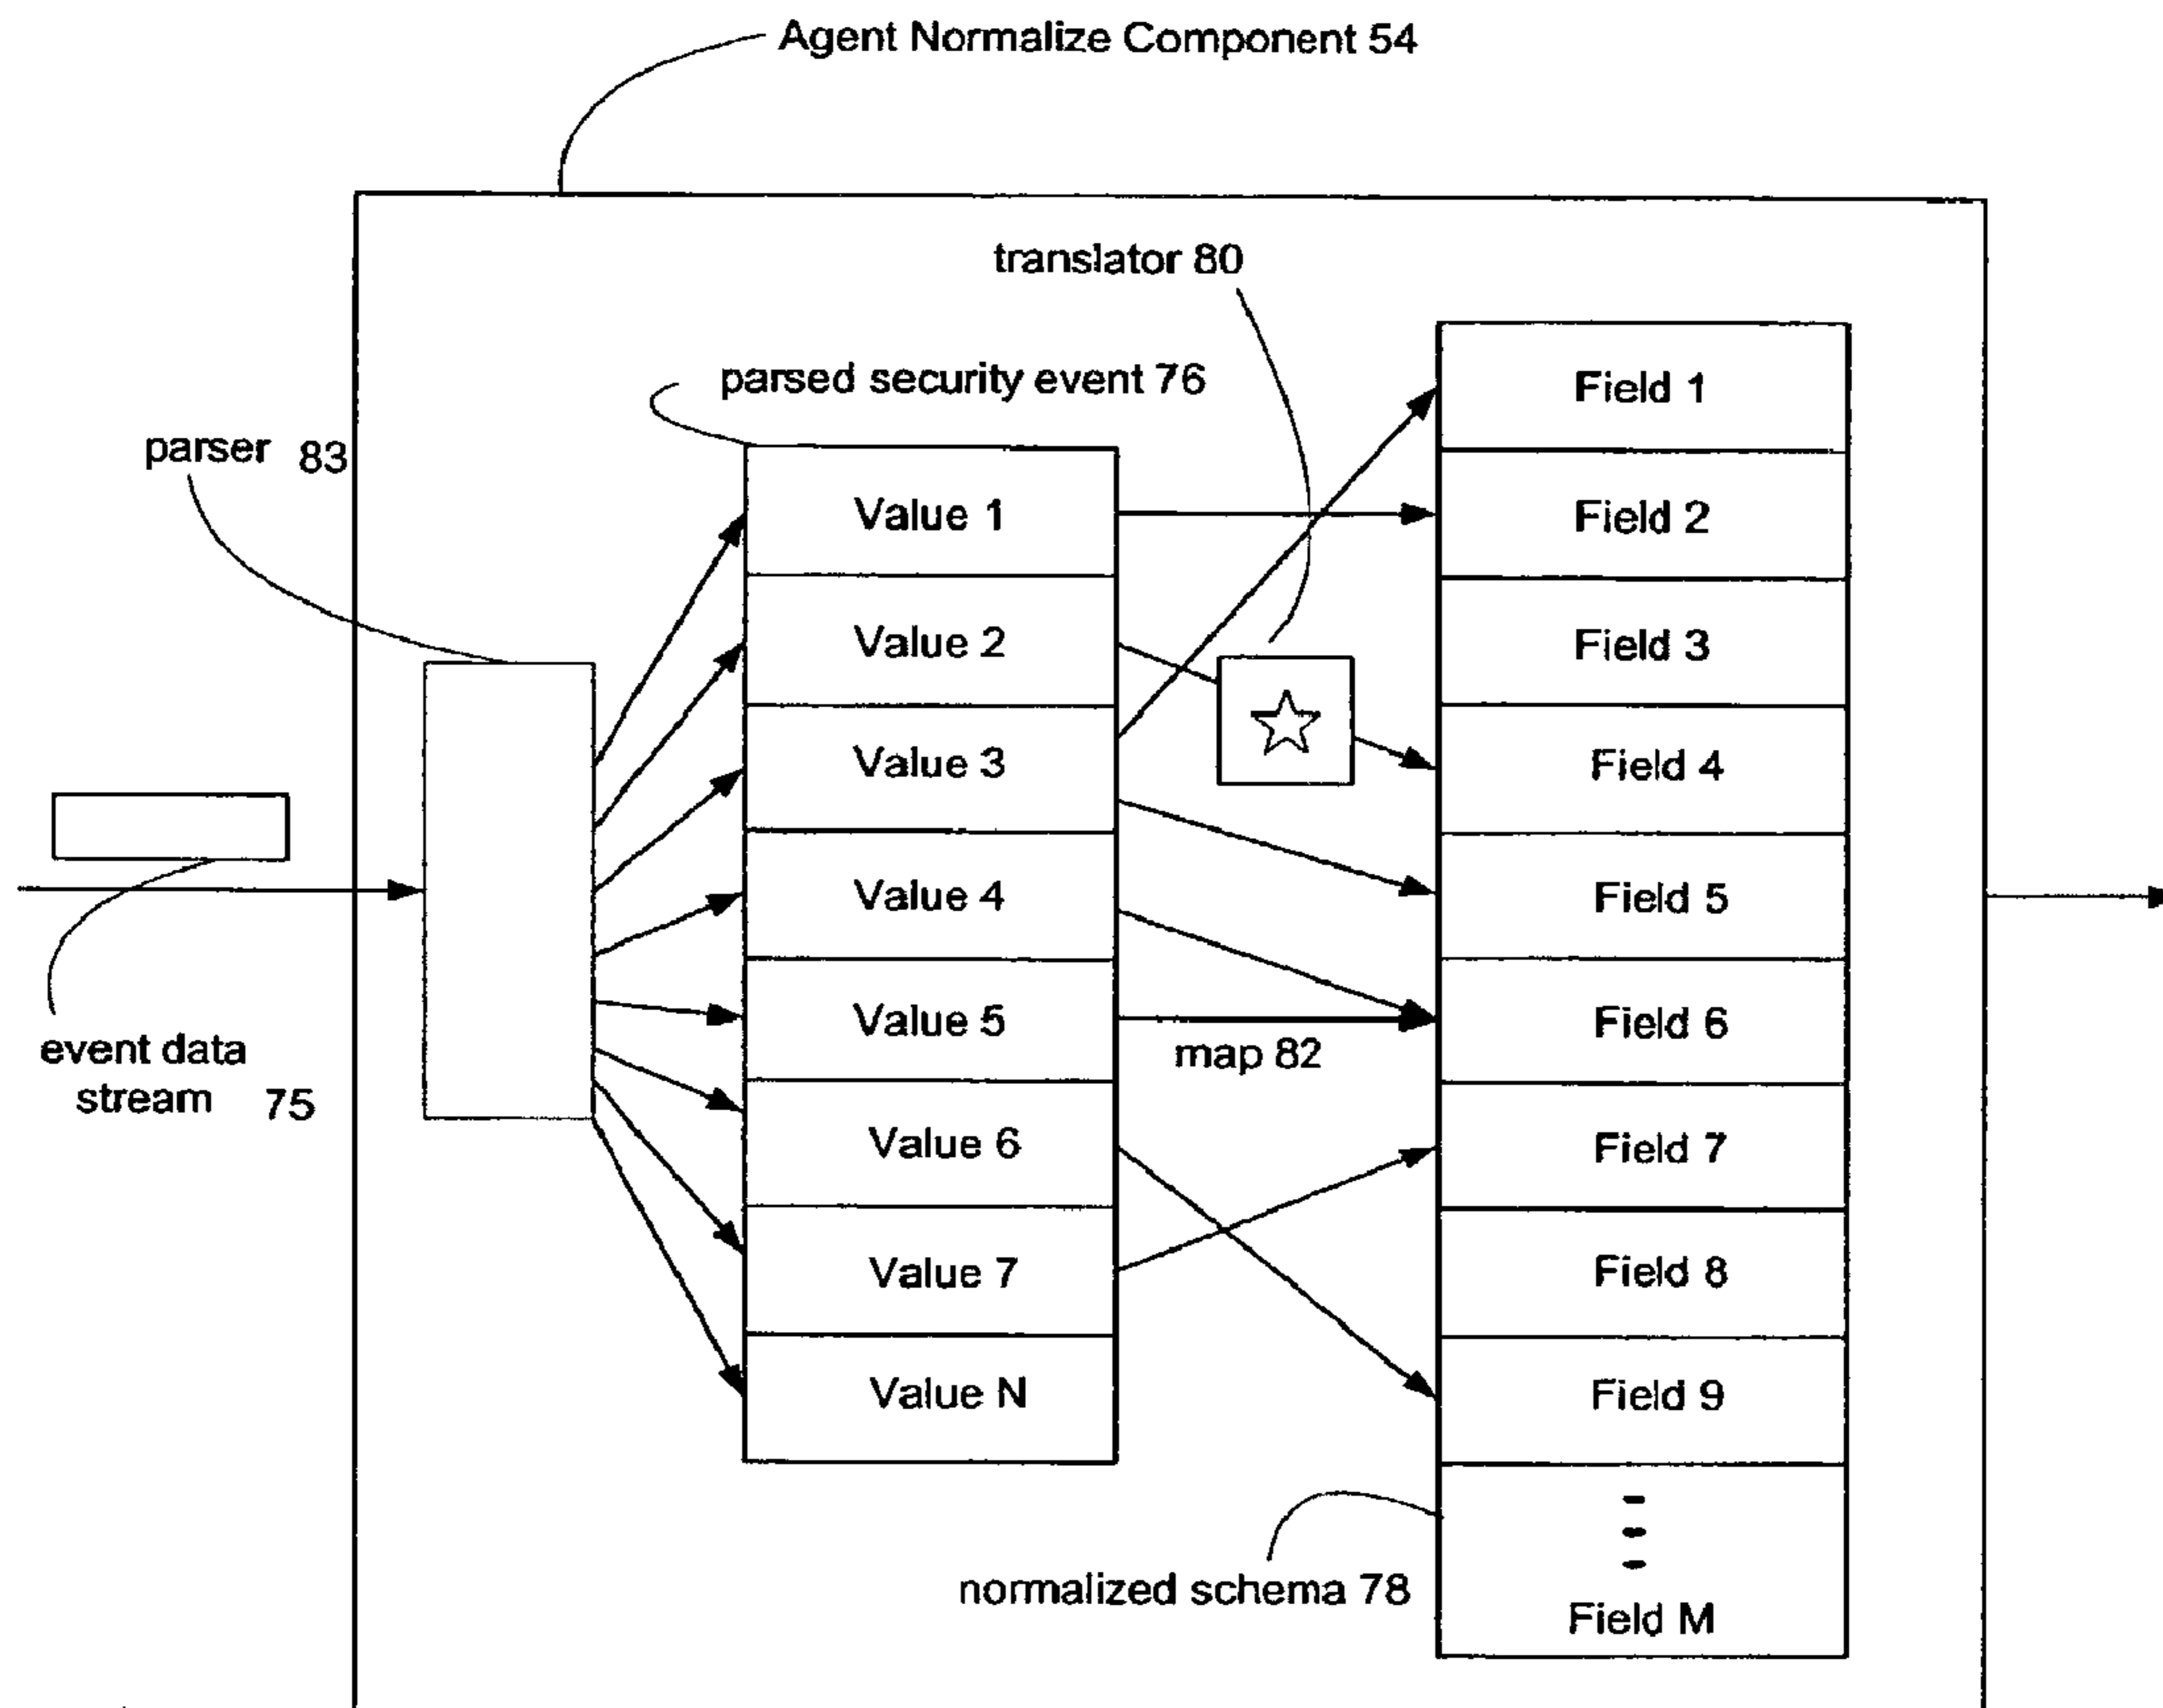 Agent Normalize Component 54
translator 80
parsed security event 76
parser 83
Value 1
Value 2
Value 3
Value 4
Value 5
Value 6
Value 7
Value N
Field 1
Field 2
Field 3
Field 4
Field 5
Field 6
Field 7
Field 8
Field 9
Field M
map 82
event data
stream 75
normalized schema 78